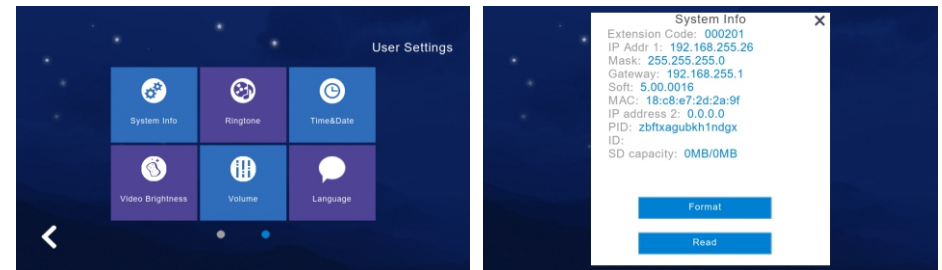 User Settings
System Info
Ringtone
Time&Date
Video Brightness
Volume
Language
System Info
Extension Code: 000201
IP Addr 1: 192.168.255.26
Mask: 255.255.255.0
Gateway: 192.168.255.1
Soft: 5.00.0016
MAC: 18:c8:e7:2d:2a:9f
IP address 2: 0.0.0.0
PID: zbftxagubkh1ndgx
ID:
SD capacity: 0MB/0MB
Format
Read